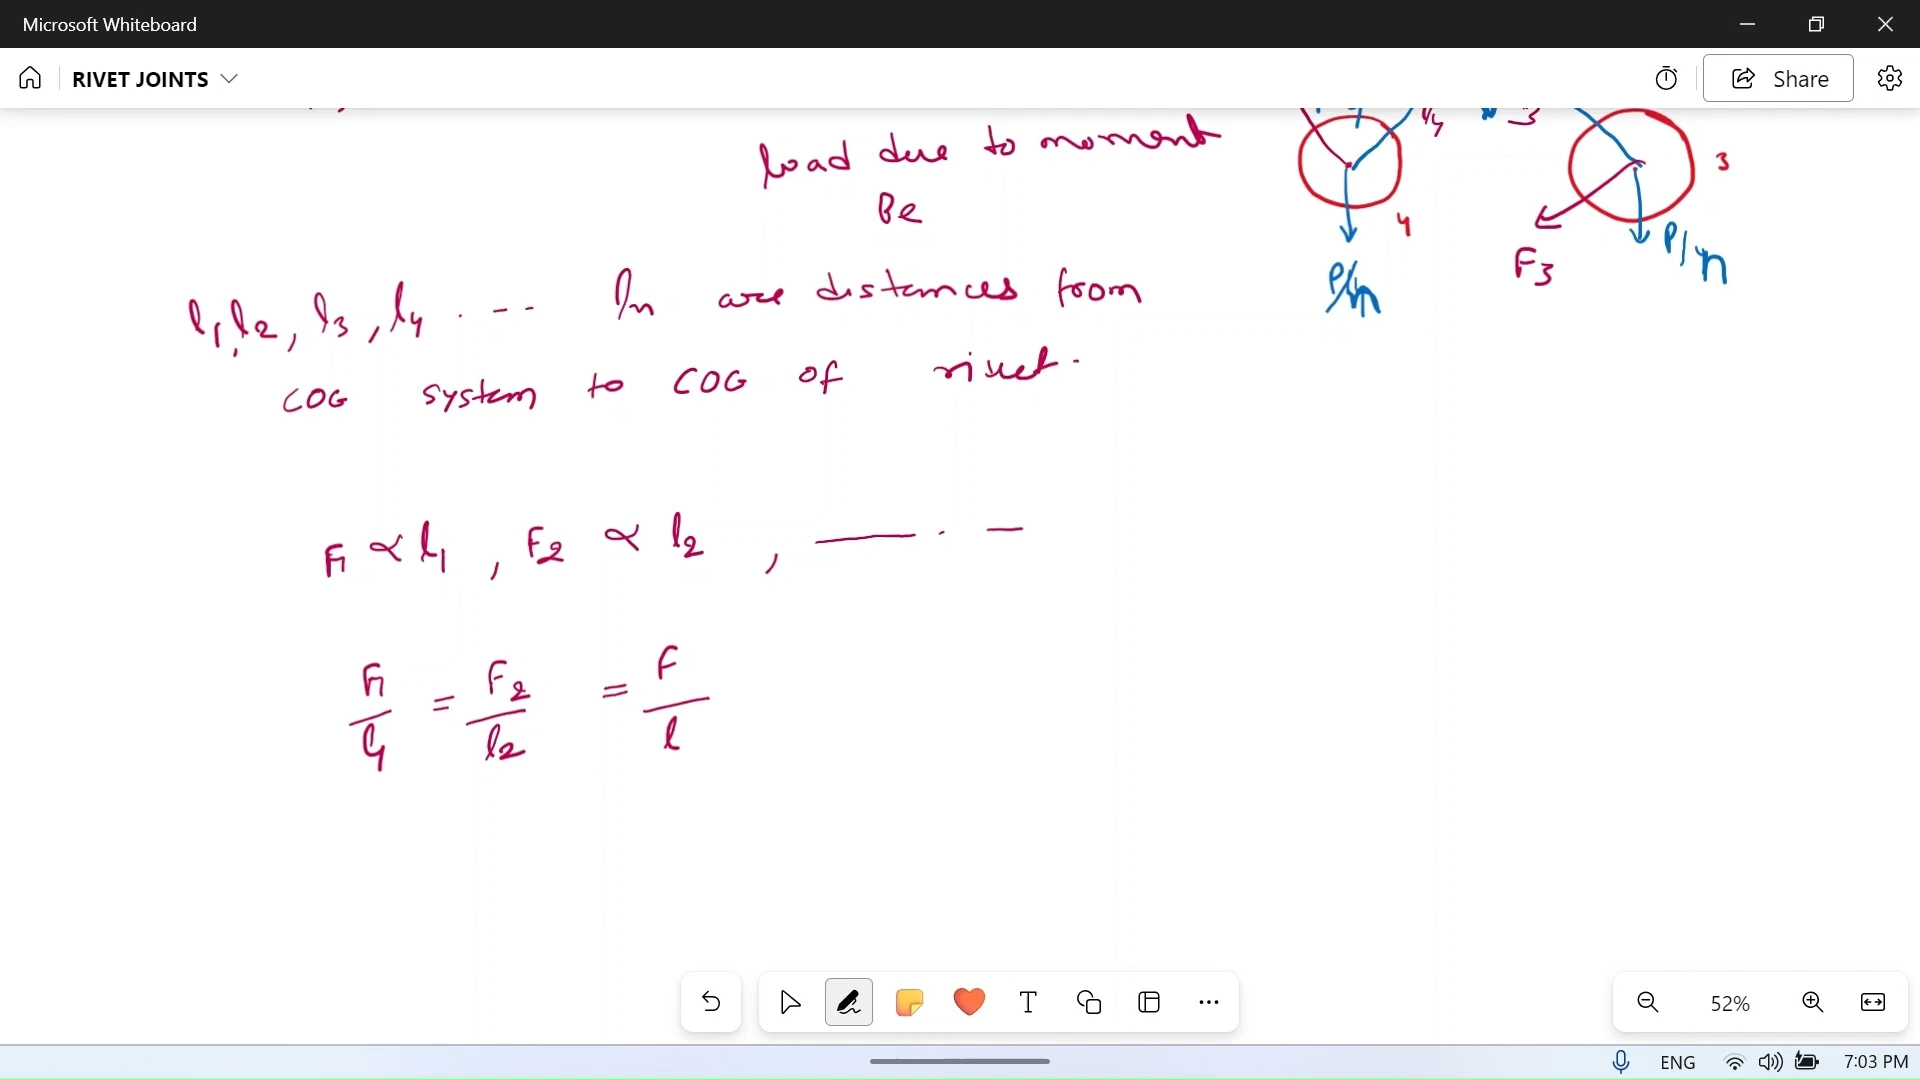 Microsoft Whiteboard
RIVET JOINTS
Share
load due to moment
Be
l1, l2, l3, l4 . --- ln are distances from
COG system to COG of rivet.
F1 ∝ l1 , F2 ∝ l2 , —— . —
F1/l1 = F2/l2 = F/l
4
P/n
3
F3
P/n
52%
ENG
7:03 PM